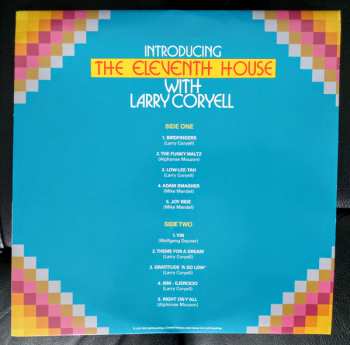 INTRODUCING
THE ELEVENTH HOUSE
WITH
LARRY CORYELL
SIDE ONE
1. BIRDFINGERS
(Larry Coryell)
2. THE FUNKY WALTZ
(Alphonse Mouzon)
3. LOW-LEE-TAH
(Larry Coryell)
4. ADAM SMASHER
(Mike Mandel)
5. JOY RIDE
(Mike Mandel)
SIDE TWO
1. YIN
(Wolfgang Dauner)
2. THEME FOR A DREAM
(Larry Coryell)
3. GRATITUDE "A SO LOW"
(Larry Coryell)
4. ISM - EJERCICIO
(Larry Coryell)
5. RIGHT ON Y'ALL
(Alphonse Mouzon)